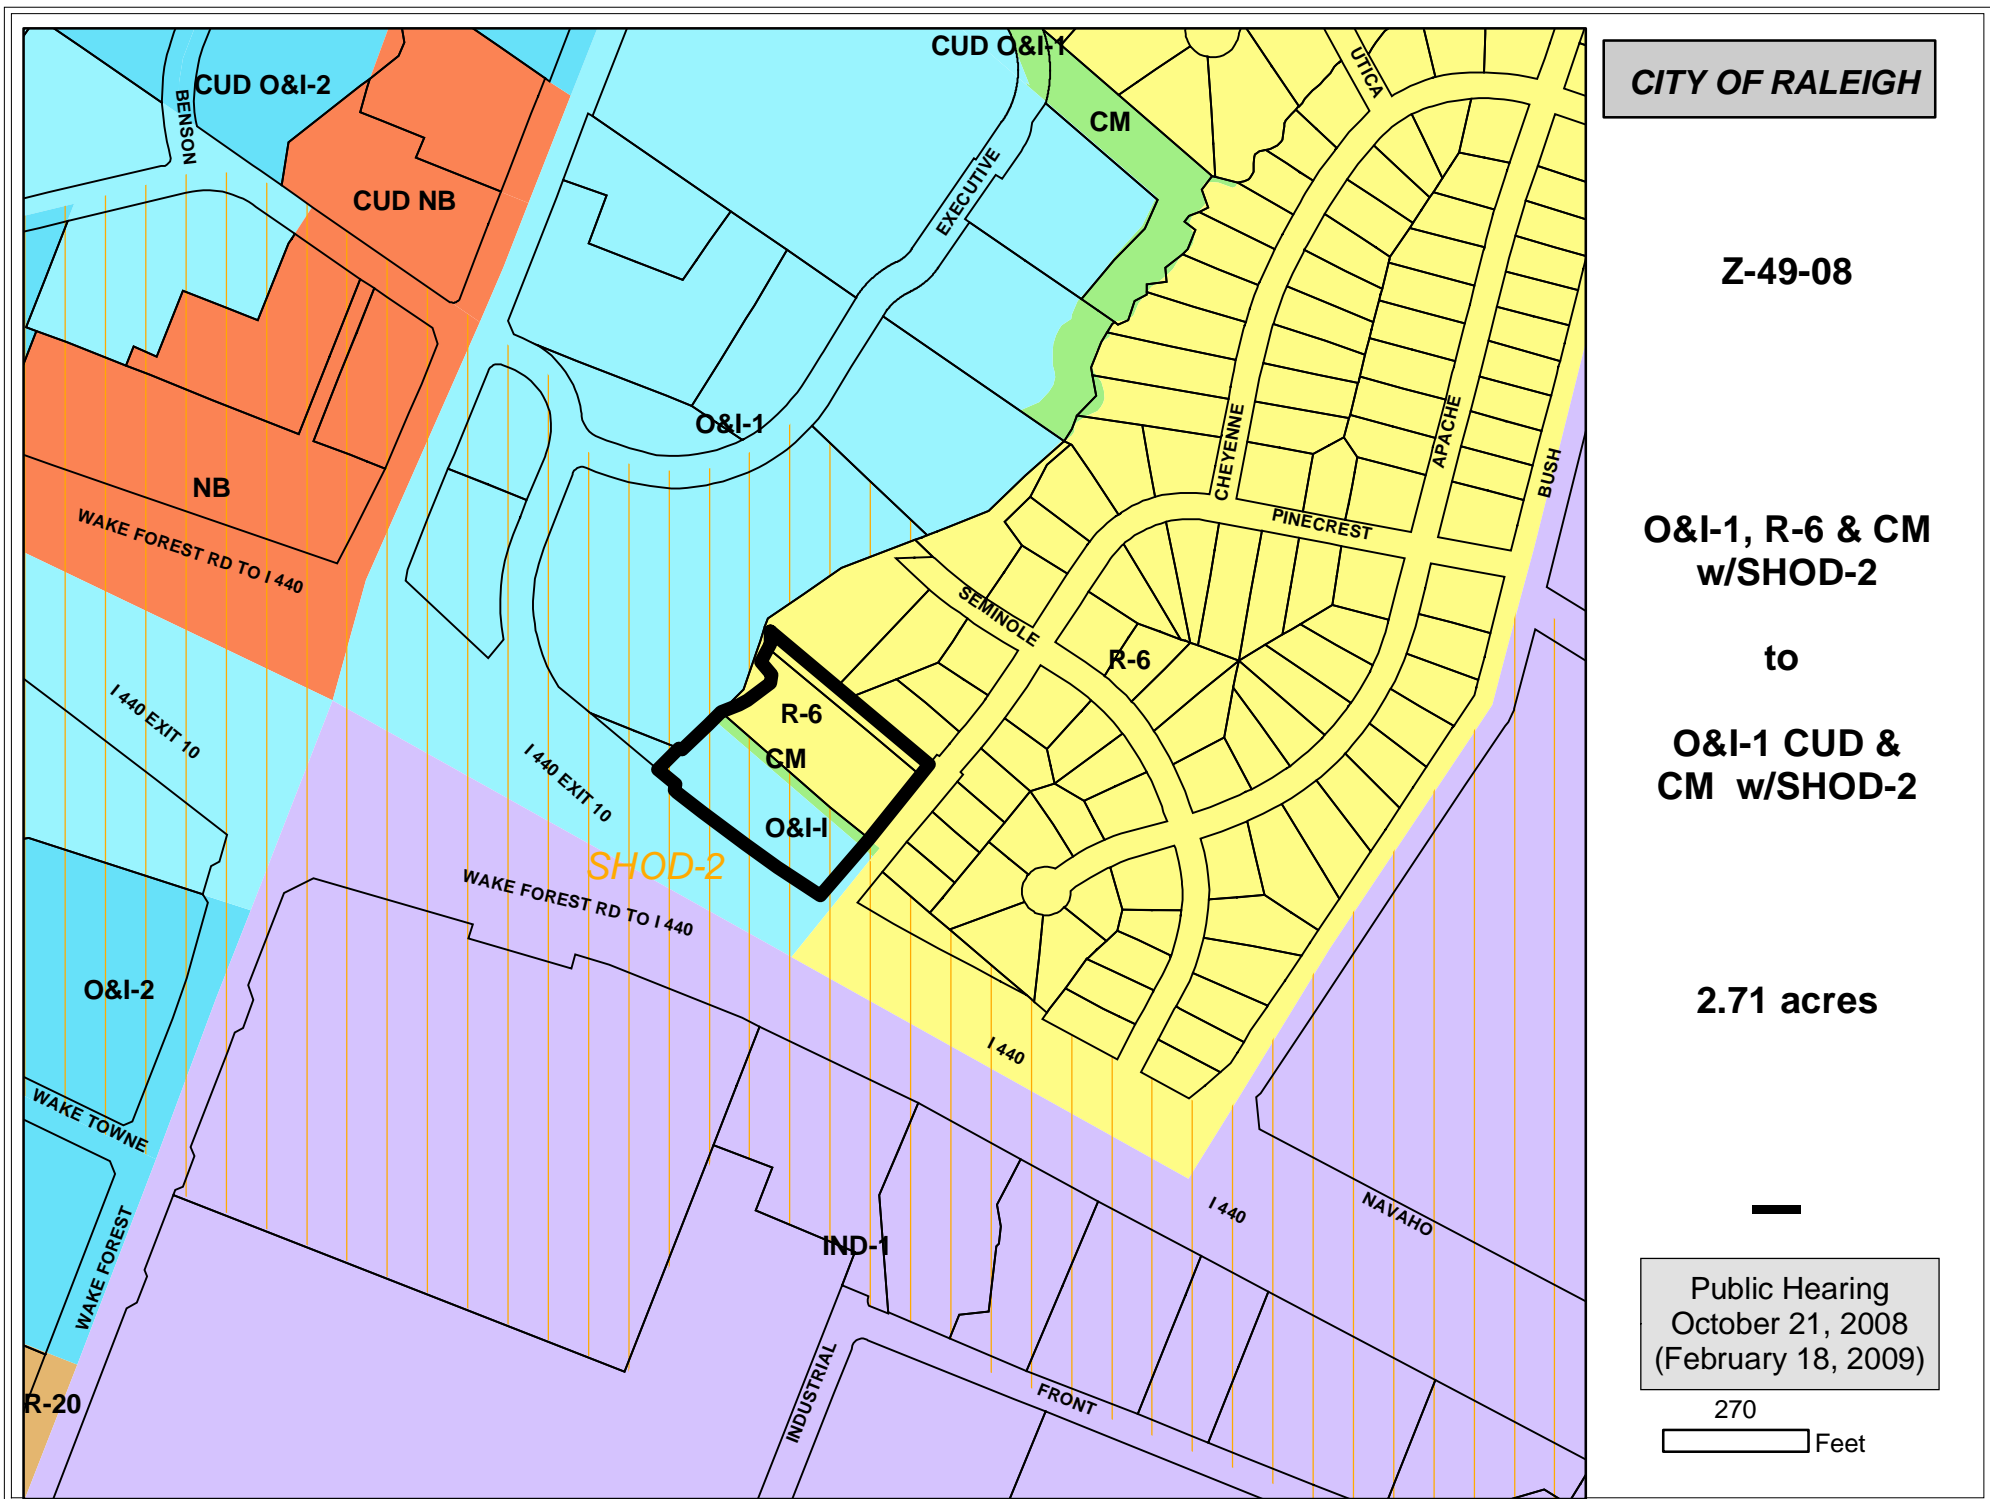 CUD O&I-1
UTICA
CUD O&I-2
BENSON
CM
EXECUTIVE
CUD NB
O&I-1
CHEYENNE
APACHE
BUSH
NB
WAKE FOREST RD TO I 440
PINECREST
SEMINOLE
R-6
I 440 EXIT 10
R-6
CM
I 440 EXIT 10
O&I-I
SHOD-2
WAKE FOREST RD TO I 440
O&I-2
I 440
WAKE TOWNE
I 440
NAVAHO
WAKE FOREST
IND-1
INDUSTRIAL
FRONT
R-20
CITY OF RALEIGH
Z-49-08
O&I-1, R-6 & CM
w/SHOD-2
to
O&I-1 CUD &
CM w/SHOD-2
2.71 acres
Public Hearing
October 21, 2008
(February 18, 2009)
270
Feet